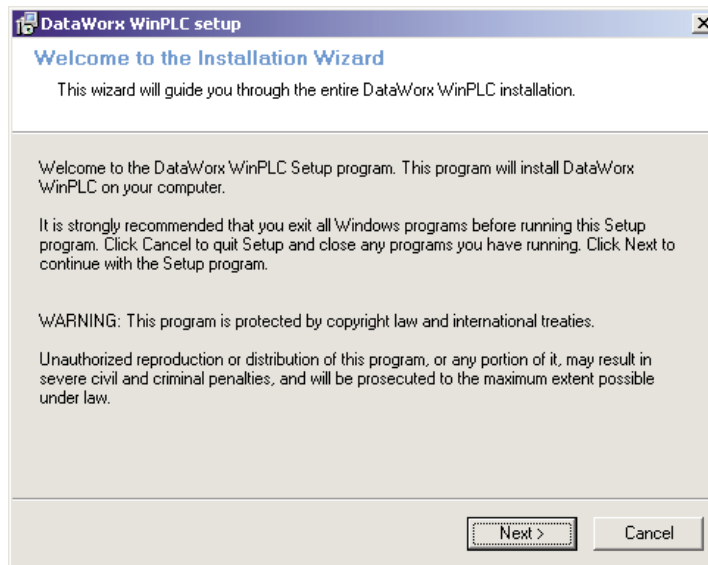 DataWorx WinPLC setup
Welcome to the Installation Wizard
This wizard will guide you through the entire DataWorx WinPLC installation.
Welcome to the DataWorx WinPLC Setup program. This program will install DataWorx
WinPLC on your computer.
It is strongly recommended that you exit all Windows programs before running this Setup
program. Click Cancel to quit Setup and close any programs you have running. Click Next to
continue with the Setup program.
WARNING: This program is protected by copyright law and international treaties.
Unauthorized reproduction or distribution of this program, or any portion of it, may result in
severe civil and criminal penalties, and will be prosecuted to the maximum extent possible
under law.
Next > Cancel